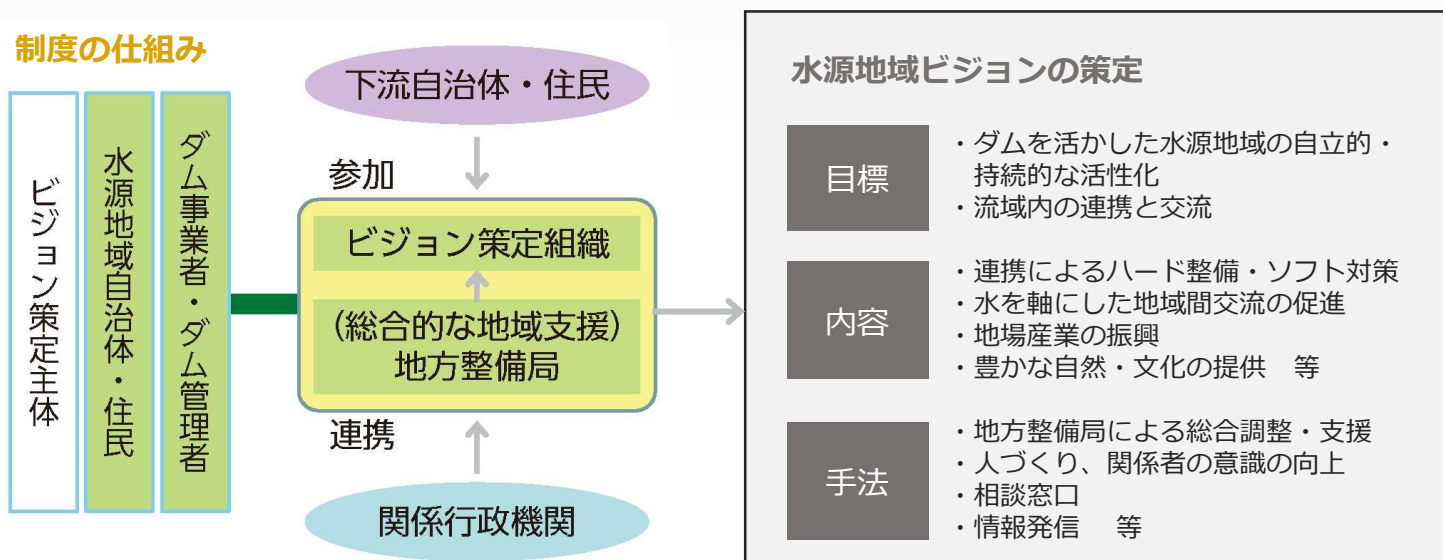 制度の仕組み
ビジョン策定主体
水源地域自治体・住民
ダム事業者・ダム管理者
下流自治体・住民
参加
ビジョン策定組織
(総合的な地域支援)
地方整備局
連携
関係行政機関
水源地域ビジョンの策定
目標
・ダムを活かした水源地域の自立的・
持続的な活性化
・流域内の連携と交流
内容
・連携によるハード整備・ソフト対策
・水を軸にした地域間交流の促進
・地場産業の振興
・豊かな自然・文化の提供　等
手法
・地方整備局による総合調整・支援
・人づくり、関係者の意識の向上
・相談窓口
・情報発信　等